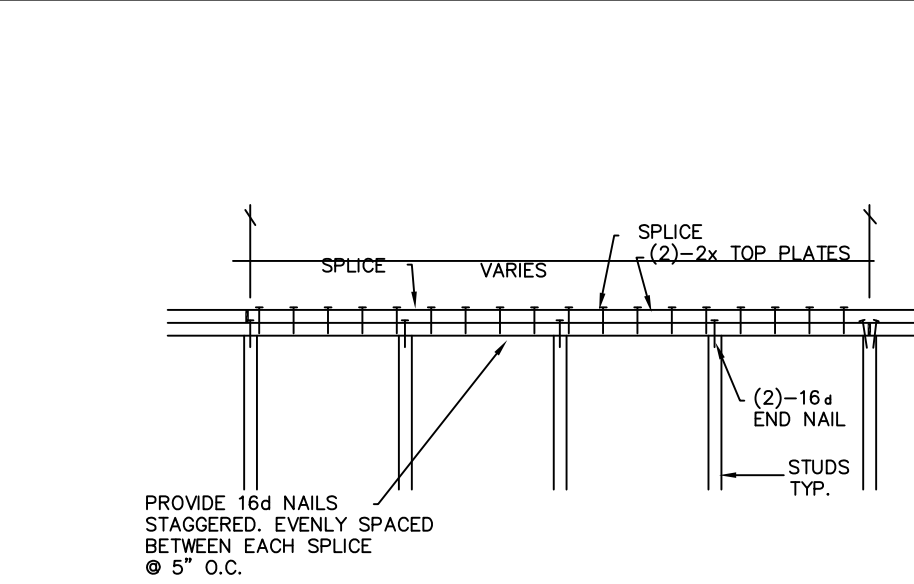 SPLICE
(2)-2x TOP PLATES
SPLICE
VARIES
(2)-16d
END NAIL
STUDS
TYP.
PROVIDE 16d NAILS
STAGGERED. EVENLY SPACED
BETWEEN EACH SPLICE
@ 5" O.C.